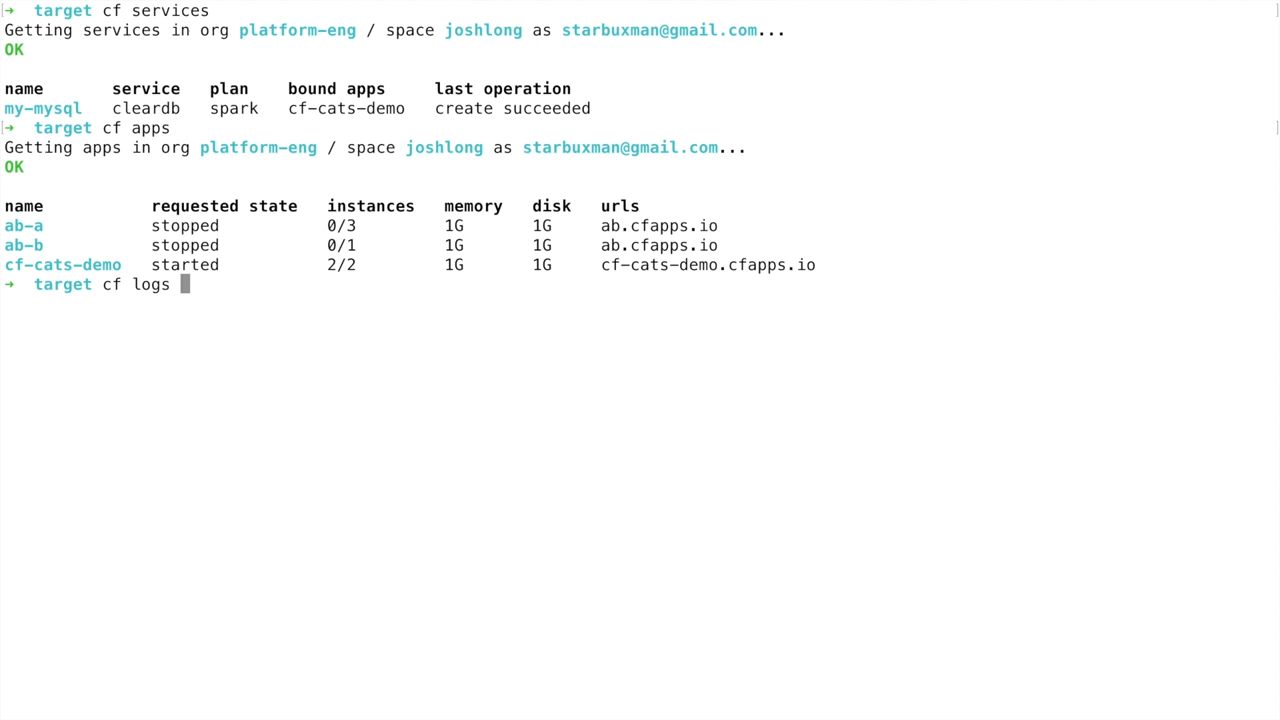 → target cf services
Getting services in org platform-eng / space joshlong as starbuxman@gmail.com...
OK
name service plan bound apps last operation
my-mysql cleardb spark cf-cats-demo create succeeded
→ target cf apps
Getting apps in org platform-eng / space joshlong as starbuxman@gmail.com...
OK
name requested state instances memory disk urls
ab-a stopped 0/3 1G 1G ab.cfapps.io
ab-b stopped 0/1 1G 1G ab.cfapps.io
cf-cats-demo started 2/2 1G 1G cf-cats-demo.cfapps.io
→ target cf logs